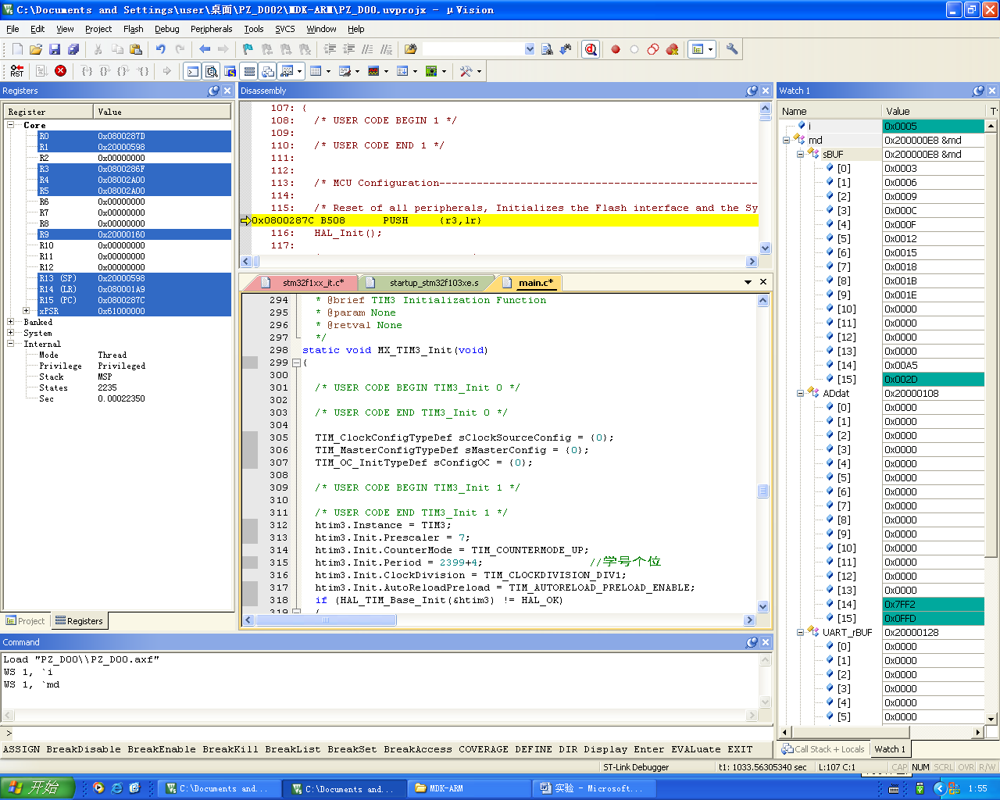 C:\Documents and Settings\user\桌面\PZ_D002\MDK-ARM\PZ_D00.uvprojx - µVision
File Edit View Project Flash Debug Peripherals Tools SVCS Window Help
Registers
Register Value
Core
R0 0x0800287D
R1 0x20000598
R2 0x00000000
R3 0x0800286F
R4 0x08002A00
R5 0x08002A00
R6 0x00000000
R7 0x00000000
R8 0x00000000
R9 0x20000160
R10 0x00000000
R11 0x00000000
R12 0x00000000
R13 (SP) 0x20000598
R14 (LR) 0x080001A9
R15 (PC) 0x0800287C
xPSR 0x61000000
Banked
System
Internal
Mode Thread
Privilege Privileged
Stack MSP
States 2235
Sec 0.00022350
Project Registers
Disassembly
107: {
108: /* USER CODE BEGIN 1 */
109:
110: /* USER CODE END 1 */
111:
112:
113: /* MCU Configuration--------------------------------------------------
114:
115: /* Reset of all peripherals, Initializes the Flash interface and the Sy
0x0800287C B508 PUSH {r3,lr}
116: HAL_Init();
117:
stm32f1xx_it.c* startup_stm32f103xe.s main.c*
294 * @brief TIM3 Initialization Function
295 * @param None
296 * @retval None
297 */
298 static void MX_TIM3_Init(void)
299 {
300
301 /* USER CODE BEGIN TIM3_Init 0 */
302
303 /* USER CODE END TIM3_Init 0 */
304
305 TIM_ClockConfigTypeDef sClockSourceConfig = {0};
306 TIM_MasterConfigTypeDef sMasterConfig = {0};
307 TIM_OC_InitTypeDef sConfigOC = {0};
308
309 /* USER CODE BEGIN TIM3_Init 1 */
310
311 /* USER CODE END TIM3_Init 1 */
312 htim3.Instance = TIM3;
313 htim3.Init.Prescaler = 7;
314 htim3.Init.CounterMode = TIM_COUNTERMODE_UP;
315 htim3.Init.Period = 2399+4; //学号个位
316 htim3.Init.ClockDivision = TIM_CLOCKDIVISION_DIV1;
317 htim3.Init.AutoReloadPreload = TIM_AUTORELOAD_PRELOAD_ENABLE;
318 if (HAL_TIM_Base_Init(&htim3) != HAL_OK)
319 {
Watch 1
Name Value T
i 0x0005
md 0x200000E8 &md
sBUF 0x200000E8 &md
[0] 0x0003
[1] 0x0006
[2] 0x0009
[3] 0x000C
[4] 0x000F
[5] 0x0012
[6] 0x0015
[7] 0x0018
[8] 0x001B
[9] 0x001E
[10] 0x0000
[11] 0x0000
[12] 0x0000
[13] 0x0000
[14] 0x00A5
[15] 0x002D
ADdat 0x20000108
[0] 0x0000
[1] 0x0000
[2] 0x0000
[3] 0x0000
[4] 0x0000
[5] 0x0000
[6] 0x0000
[7] 0x0000
[8] 0x0000
[9] 0x0000
[10] 0x0000
[11] 0x0000
[12] 0x0000
[13] 0x0000
[14] 0x7FF2
[15] 0x0FFD
UART_rBUF 0x20000128
[0] 0x0000
[1] 0x0000
[2] 0x0000
[3] 0x0000
[4] 0x0000
[5] 0x0000
Call Stack + Locals Watch 1
Command
Load "PZ_D00\\PZ_D00.axf"
WS 1, `i
WS 1, `md
>
ASSIGN BreakDisable BreakEnable BreakKill BreakList BreakSet BreakAccess COVERAGE DEFINE DIR Display Enter EVALuate EXIT
ST-Link Debugger t1: 1033.56305340 sec L:107 C:1 CAP NUM SCRL OVR R/W
开始 C:\Documents and... C:\Documents and... MDK-ARM 实验 - Microsoft... 1:55